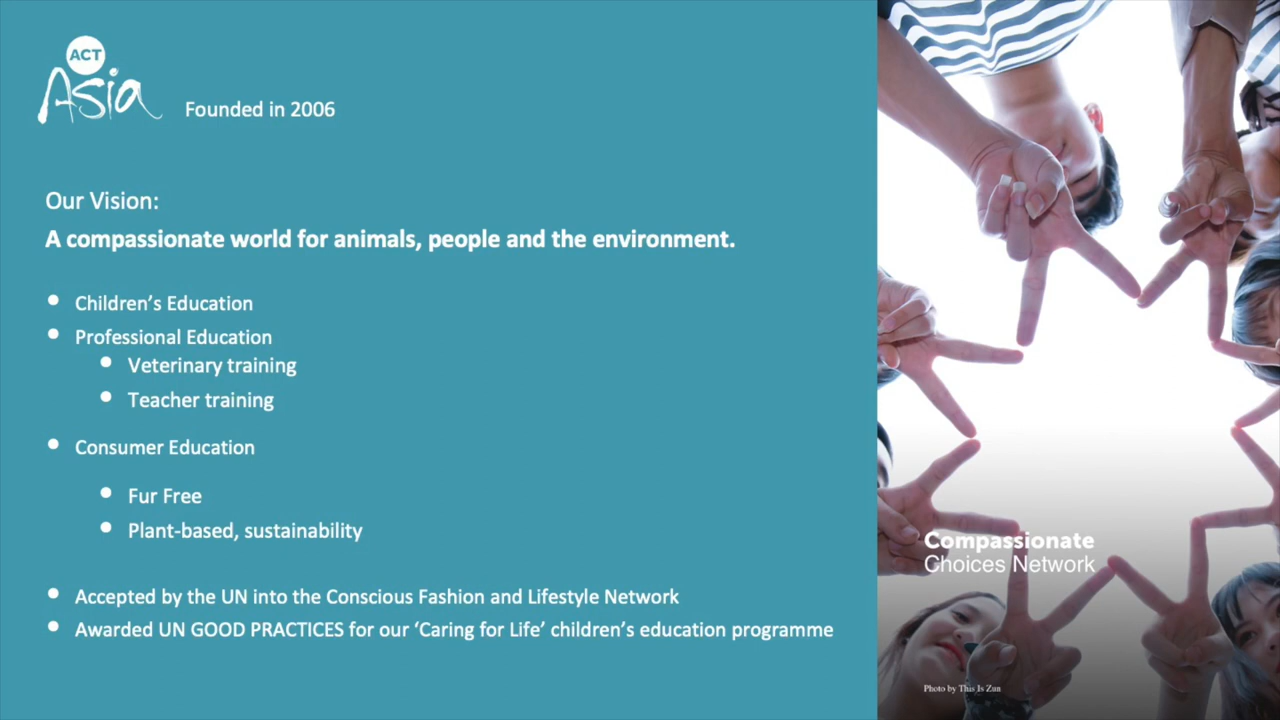 ACT
Asia
Founded in 2006
Our Vision:
A compassionate world for animals, people and the environment.
• Children’s Education
• Professional Education
• Veterinary training
• Teacher training
• Consumer Education
• Fur Free
• Plant-based, sustainability
• Accepted by the UN into the Conscious Fashion and Lifestyle Network
• Awarded UN GOOD PRACTICES for our ‘Caring for Life’ children’s education programme
Compassionate
Choices Network
Photo by This Is Zun